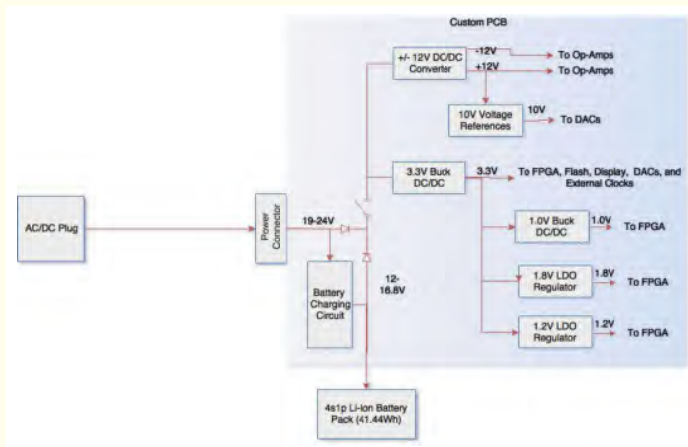 Custom PCB
-12V
+/- 12V DC/DC
Converter
To Op-Amps
+12V
To Op-Amps
10V Voltage
References
10V
To DACs
3.3V Buck
DC/DC
3.3V
To FPGA, Flash, Display, DACs, and
External Clocks
AC/DC Plug
Power
Connector
19-24V
1.0V Buck
DC/DC
1.0V
To FPGA
Battery
Charging
Circuit
12-
16.8V
1.8V LDO
Regulator
1.8V
To FPGA
1.2V LDO
Regulator
1.2V
To FPGA
4s1p Li-Ion Battery
Pack (41.44Wh)